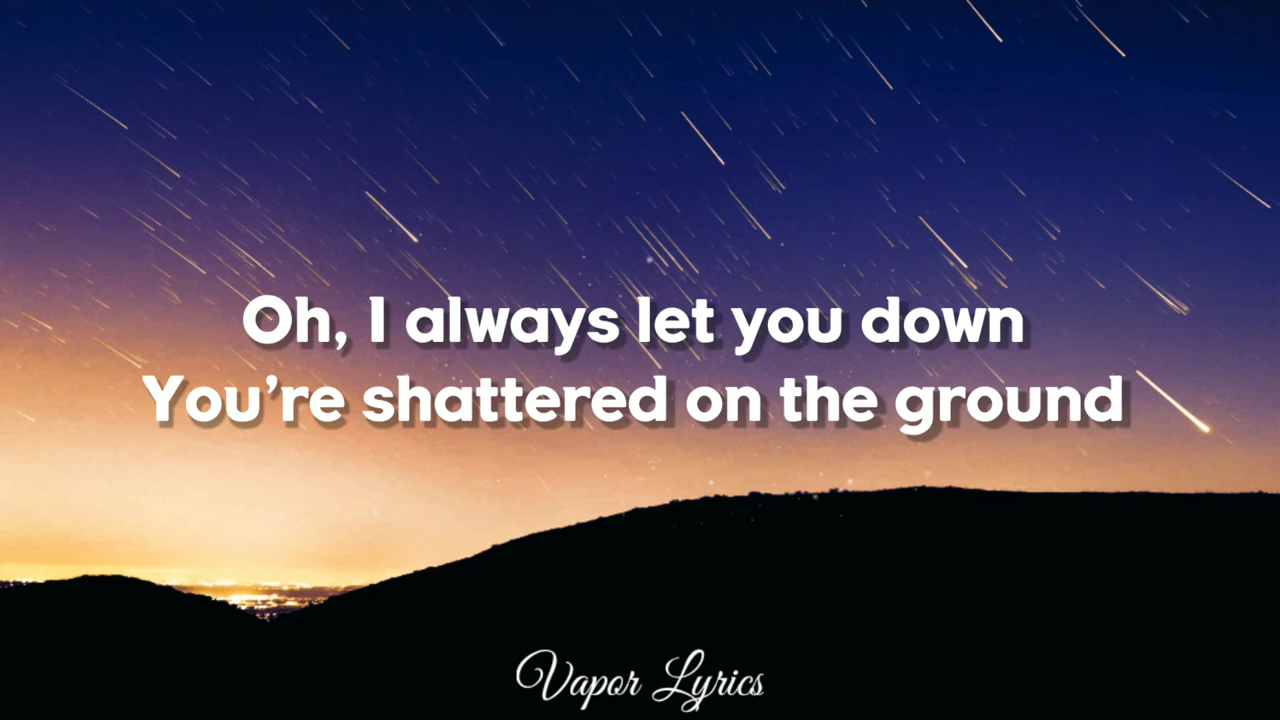 Oh, I always let you down
You’re shattered on the ground
Vapor Lyrics